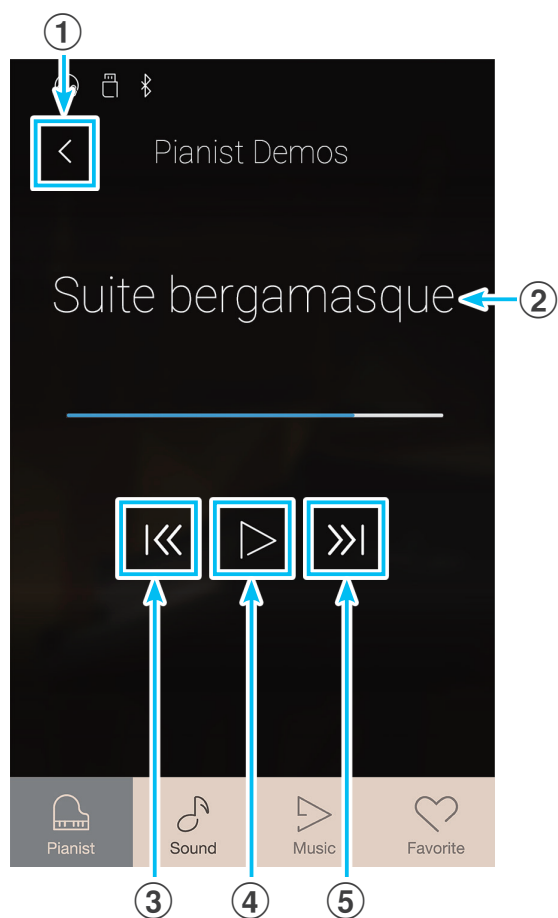 ①
Pianist Demos
Suite bergamasque
②
Pianist Sound Music Favorite
③ ④ ⑤